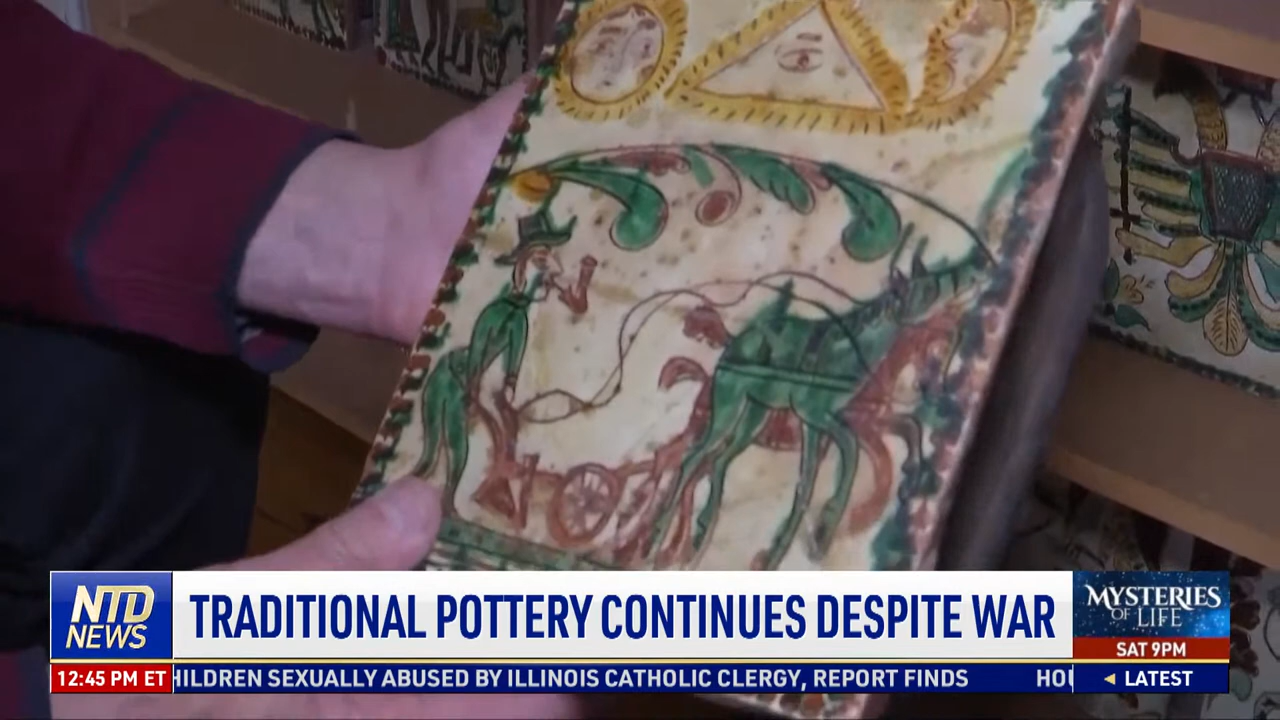 NTD
NEWS
TRADITIONAL POTTERY CONTINUES DESPITE WAR
MYSTERIES
OF LIFE
SAT 9PM
12:45 PM ET
HILDREN SEXUALLY ABUSED BY ILLINOIS CATHOLIC CLERGY, REPORT FINDS
HOU
LATEST